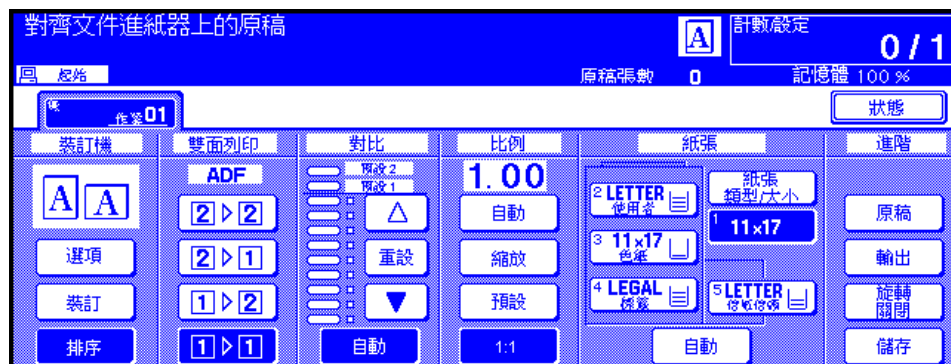 對齊文件進紙器上的原稿
A
計數/設定
0 / 1
起始
原稿張數 0
記憶體 100 %
作業01
狀態
裝訂機
雙面列印
對比
比例
紙張
進階
A A
選項
裝訂
排序
ADF
2 ▷ 2
2 ▷ 1
1 ▷ 2
1 ▷ 1
預設2
預設1
△
重設
▼
自動
1.00
自動
縮放
預設
1:1
2 LETTER
使用者
紙張
類型/大小
1 11x17
3 11x17
色紙
4 LEGAL
標籤
5 LETTER
自動
原稿
輸出
旋轉
關閉
儲存